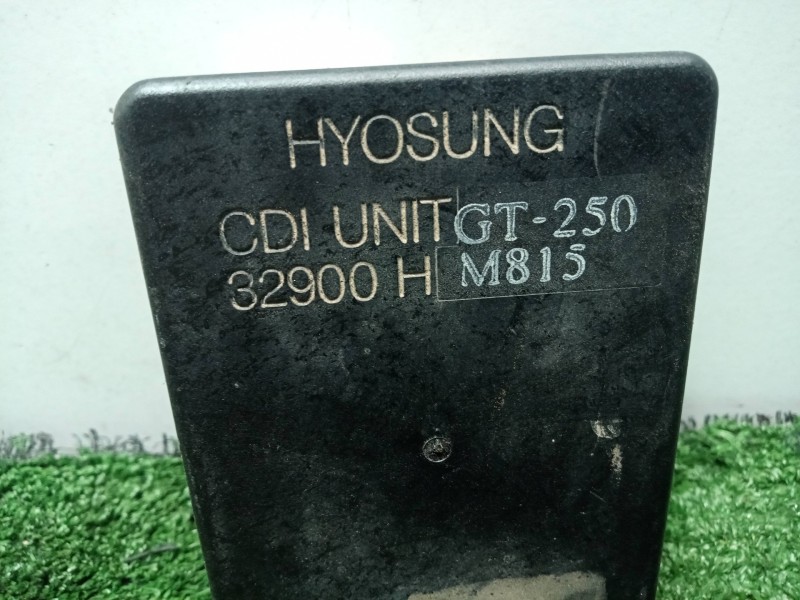 HYOSUNG
CDI UNIT GT-250
32900 H M815